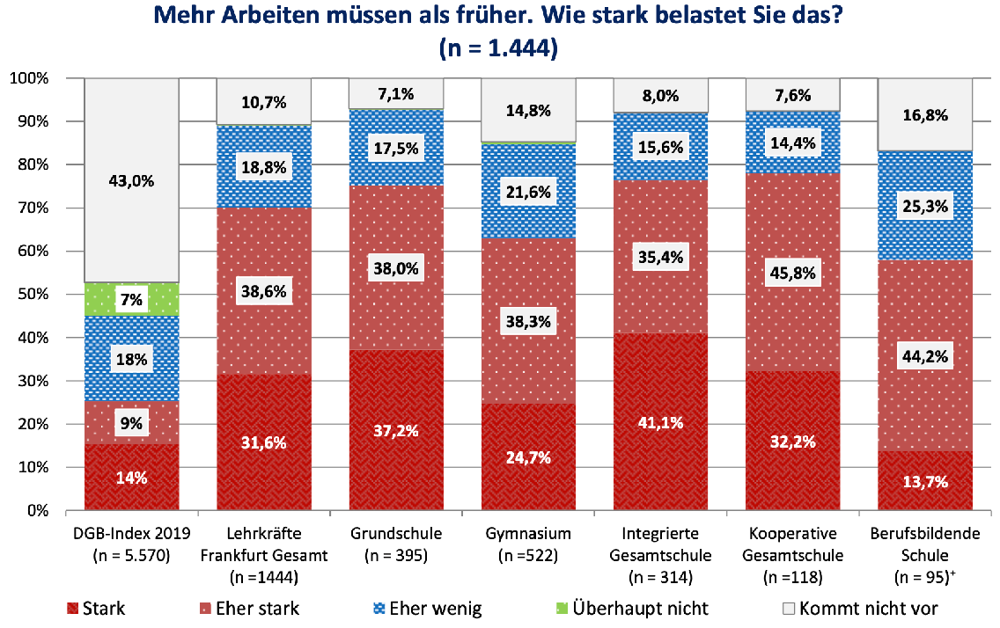 Mehr Arbeiten müssen als früher. Wie stark belastet Sie das?
(n = 1.444)
100%
90%
80%
70%
60%
50%
40%
30%
20%
10%
0%
43,0%
7%
18%
9%
14%
10,7%
18,8%
38,6%
31,6%
7,1%
17,5%
38,0%
37,2%
14,8%
21,6%
38,3%
24,7%
8,0%
15,6%
35,4%
41,1%
7,6%
14,4%
45,8%
32,2%
16,8%
25,3%
44,2%
13,7%
DGB-Index 2019
(n = 5.570)
Lehrkräfte
Frankfurt Gesamt
(n =1444)
Grundschule
(n = 395)
Gymnasium
(n =522)
Integrierte
Gesamtschule
(n = 314)
Kooperative
Gesamtschule
(n =118)
Berufsbildende
Schule
(n = 95)⁺
Stark
Eher stark
Eher wenig
Überhaupt nicht
Kommt nicht vor